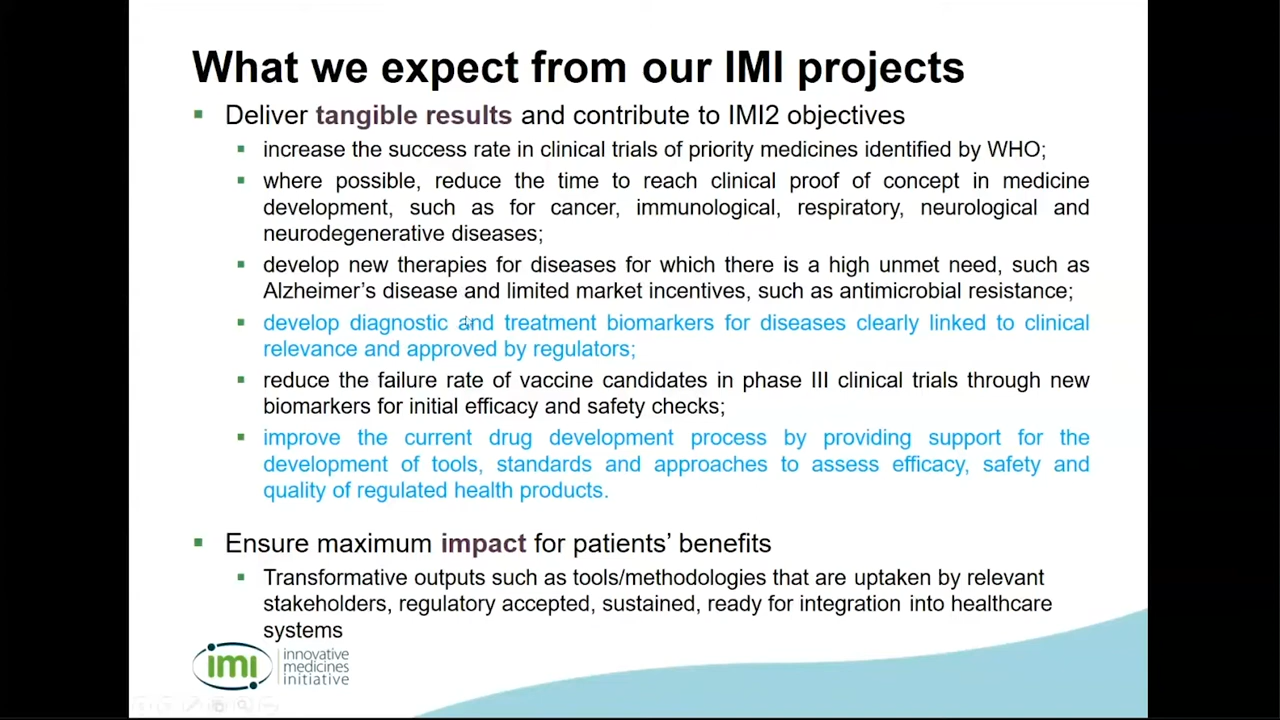 What we expect from our IMI projects
Deliver tangible results and contribute to IMI2 objectives
increase the success rate in clinical trials of priority medicines identified by WHO;
where possible, reduce the time to reach clinical proof of concept in medicine
development, such as for cancer, immunological, respiratory, neurological and
neurodegenerative diseases;
develop new therapies for diseases for which there is a high unmet need, such as
Alzheimer’s disease and limited market incentives, such as antimicrobial resistance;
develop diagnostic and treatment biomarkers for diseases clearly linked to clinical
relevance and approved by regulators;
reduce the failure rate of vaccine candidates in phase III clinical trials through new
biomarkers for initial efficacy and safety checks;
improve the current drug development process by providing support for the
development of tools, standards and approaches to assess efficacy, safety and
quality of regulated health products.
Ensure maximum impact for patients’ benefits
Transformative outputs such as tools/methodologies that are uptaken by relevant
stakeholders, regulatory accepted, sustained, ready for integration into healthcare
systems
imi
innovative
medicines
initiative